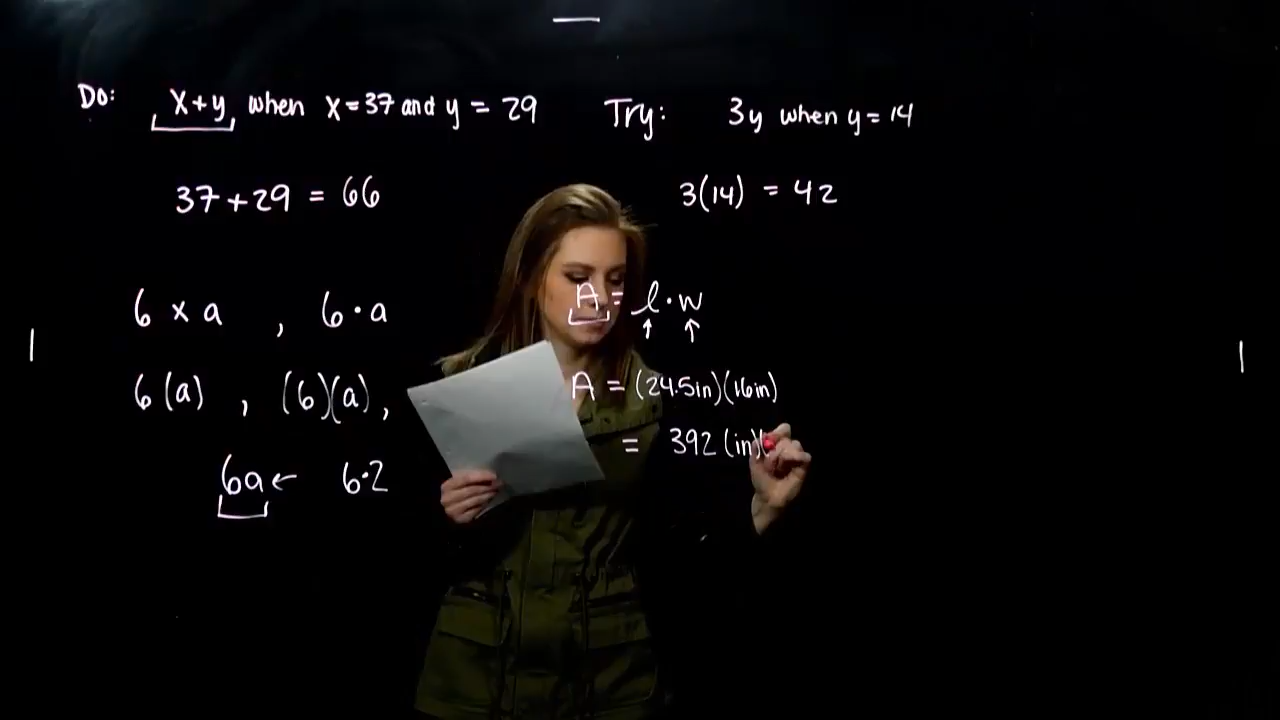 Do: x+y when x=37 and y = 29
37+29 = 66
6 x a , 6·a
6(a) , (6)(a),
6a← 6·2
Try: 3y when y= 14
3(14) = 42
A = l·w
↑ ↑
A = (24.5in)(16in)
= 392 (in)(